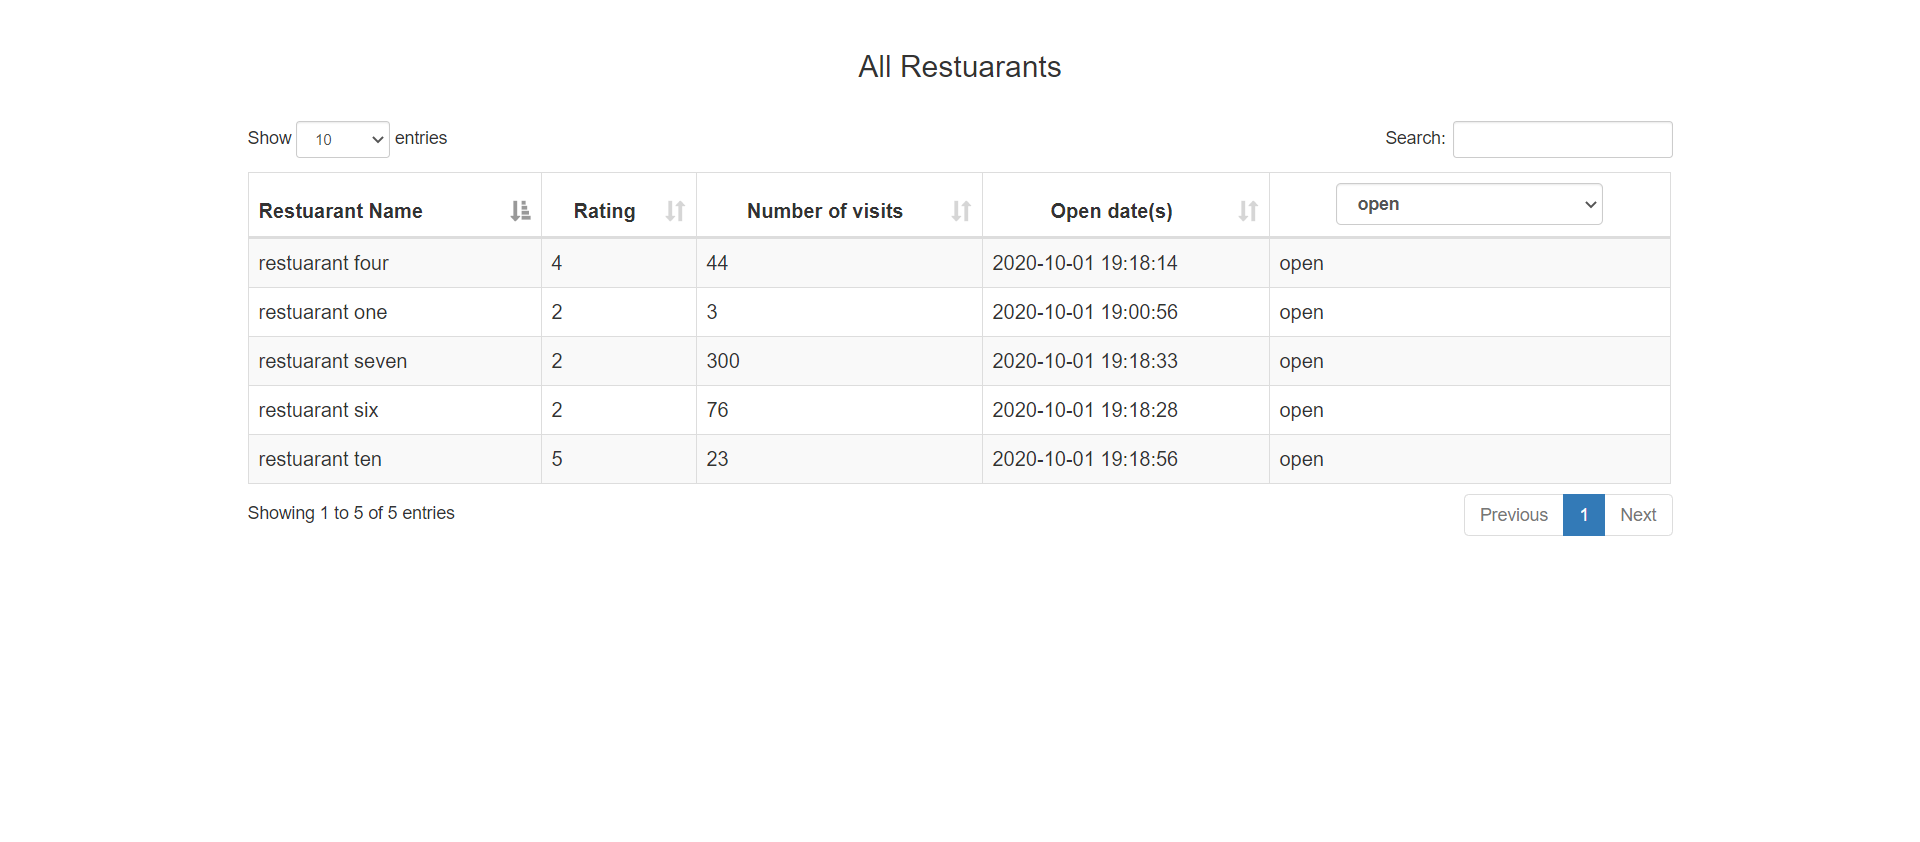 All Restuarants
Show 10 entries Search:
Restuarant Name Rating Number of visits Open date(s) open
restuarant four 4 44 2020-10-01 19:18:14 open
restuarant one 2 3 2020-10-01 19:00:56 open
restuarant seven 2 300 2020-10-01 19:18:33 open
restuarant six 2 76 2020-10-01 19:18:28 open
restuarant ten 5 23 2020-10-01 19:18:56 open
Showing 1 to 5 of 5 entries Previous 1 Next